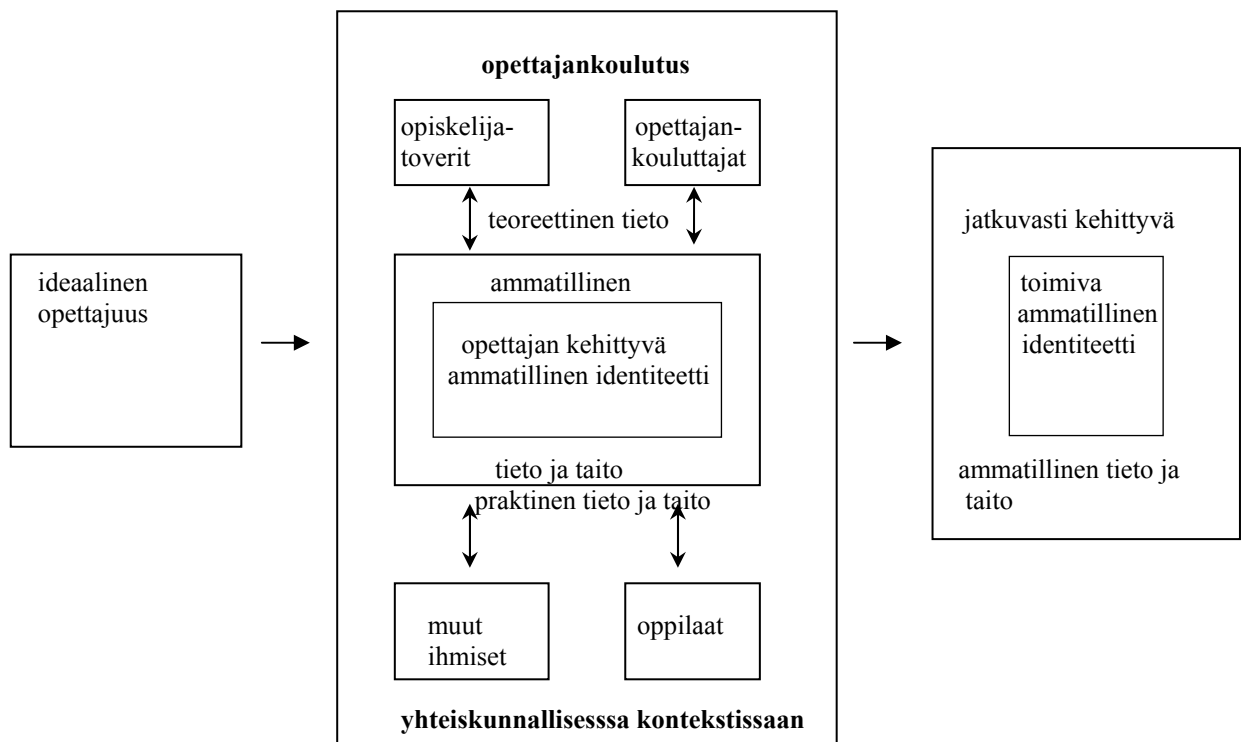 ideaalinen
opettajuus
opettajankoulutus
opiskelija-
toverit
opettajan-
kouluttajat
teoreettinen tieto
ammatillinen
opettajan kehittyvä
ammatillinen identiteetti
tieto ja taito
praktinen tieto ja taito
muut
ihmiset
oppilaat
yhteiskunnallisesssa kontekstissaan
jatkuvasti kehittyvä
toimiva
ammatillinen
identiteetti
ammatillinen tieto ja
taito